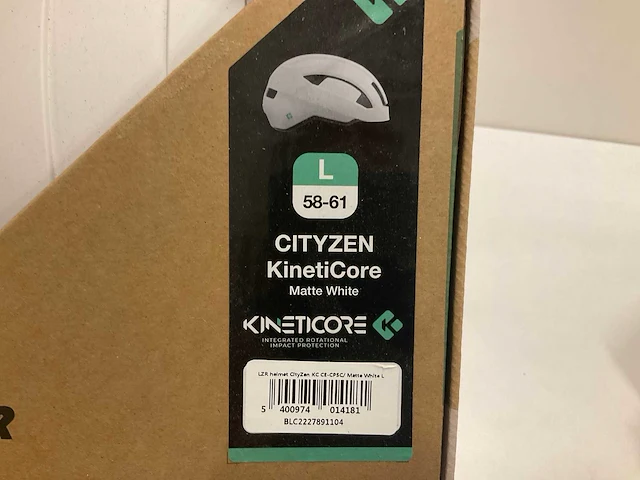 L
58-61
CITYZEN
KinetiCore
Matte White
KINETICORE
INTEGRATED ROTATIONAL
IMPACT PROTECTION
LZR helmet CityZen KC CE-CPSC/ Matte White L
5 400974 014181
BLC2227891104
R